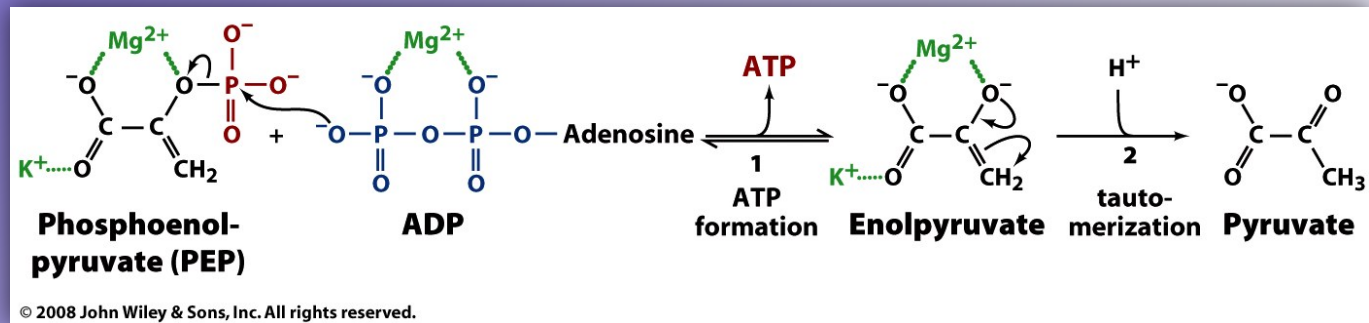 Mg2+
O−
−O
O
P
O−
C
C
O
K+
O
CH2
Phosphoenol-
pyruvate (PEP)
+
Mg2+
−O
O−
−O
P
O
P
O
Adenosine
O
O
ADP
ATP
1
ATP
formation
Mg2+
−O
O−
C
C
K+
O
CH2
Enolpyruvate
H+
2
tauto-
merization
−O
O
C
C
O
CH3
Pyruvate
© 2008 John Wiley & Sons, Inc. All rights reserved.